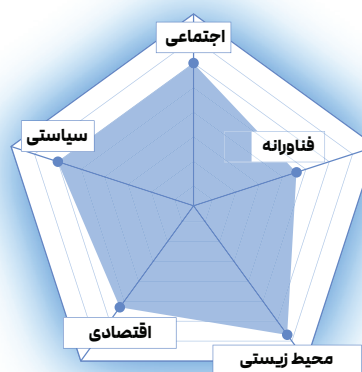 اجتماعی
فناورانه
سیاستی
اقتصادی
محیط زیستی